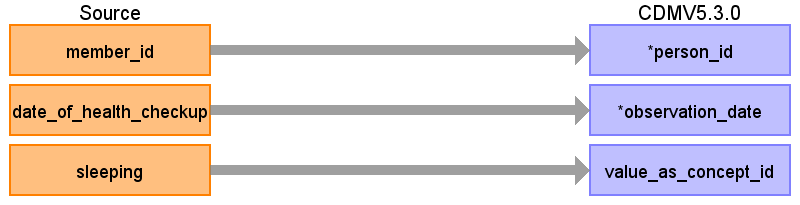 Source CDMV5.3.0
member_id *person_id
date_of_health_checkup *observation_date
sleeping value_as_concept_id